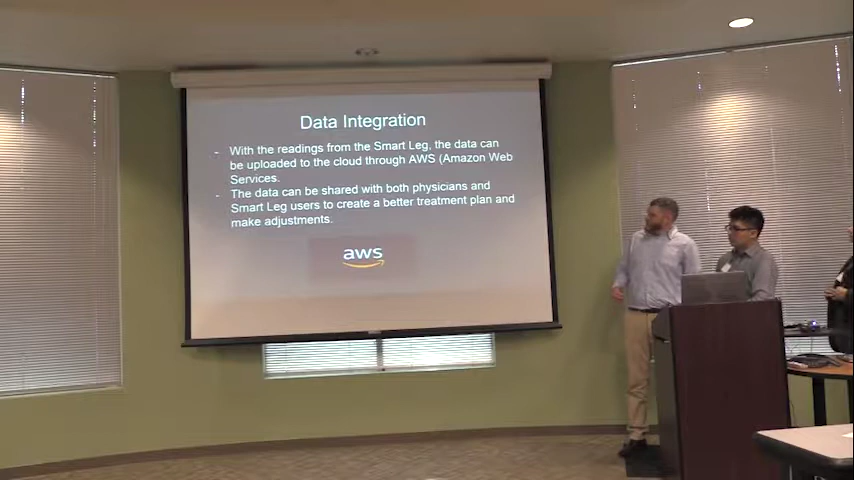 Data Integration
- With the readings from the Smart Leg, the data can
be uploaded to the cloud through AWS (Amazon Web
Services.
- The data can be shared with both physicians and
Smart Leg users to create a better treatment plan and
make adjustments.
aws